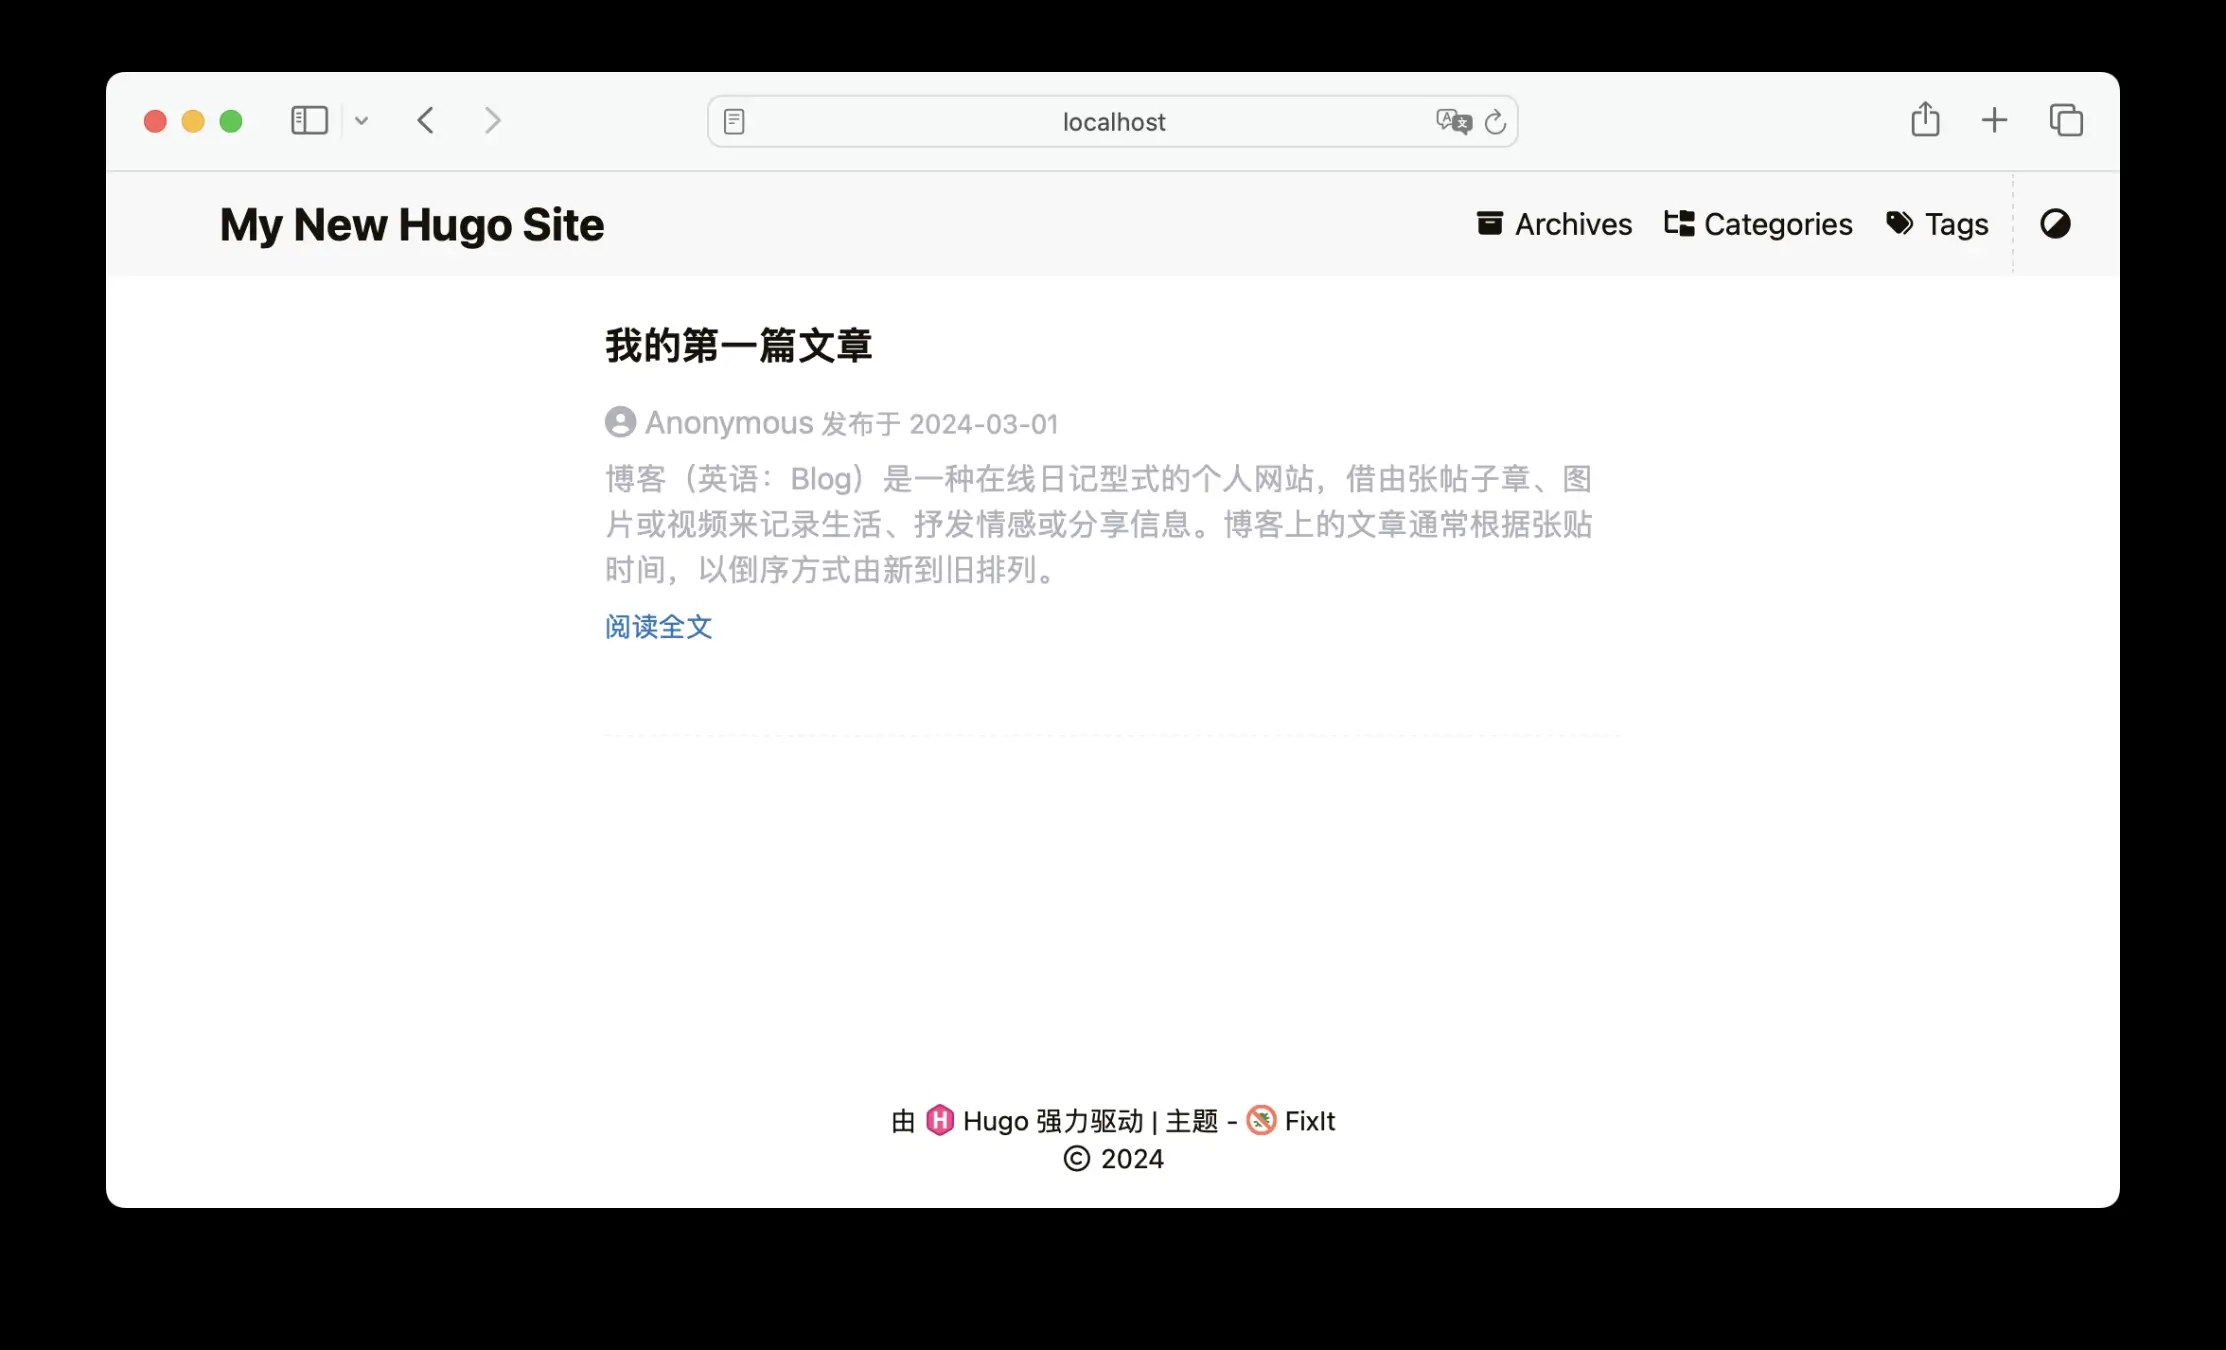 localhost
My New Hugo Site
Archives Categories Tags
我的第一篇文章
Anonymous 发布于 2024-03-01
博客（英语：Blog）是一种在线日记型式的个人网站，借由张帖子章、图
片或视频来记录生活、抒发情感或分享信息。博客上的文章通常根据张贴
时间，以倒序方式由新到旧排列。
阅读全文
由 Hugo 强力驱动 | 主题 - FixIt
© 2024